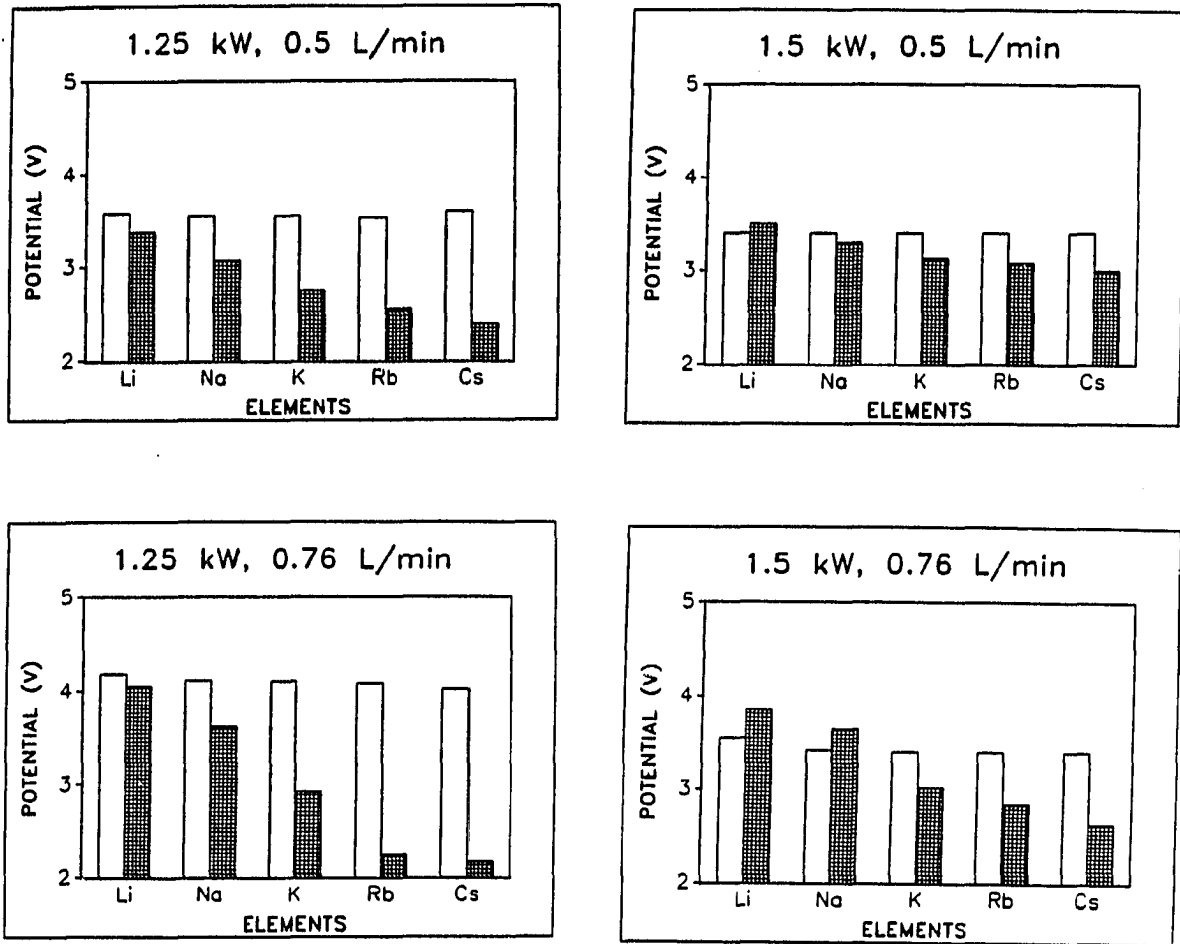 1.25 kW, 0.5 L/min
5
4
3
2
POTENTIAL (V)
Li Na K Rb Cs
ELEMENTS
1.5 kW, 0.5 L/min
5
4
3
2
POTENTIAL (V)
Li Na K Rb Cs
ELEMENTS
1.25 kW, 0.76 L/min
5
4
3
2
POTENTIAL (V)
Li Na K Rb Cs
ELEMENTS
1.5 kW, 0.76 L/min
5
4
3
2
POTENTIAL (V)
Li Na K Rb Cs
ELEMENTS